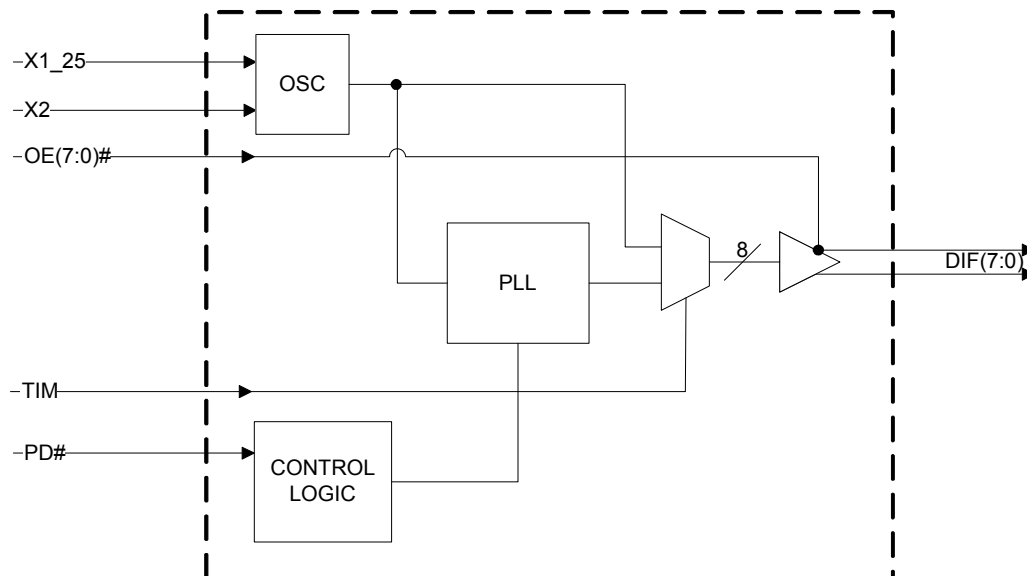 X1_25
OSC
X2
OE(7:0)#
8
DIF(7:0)
PLL
TIM
PD#
CONTROL
LOGIC